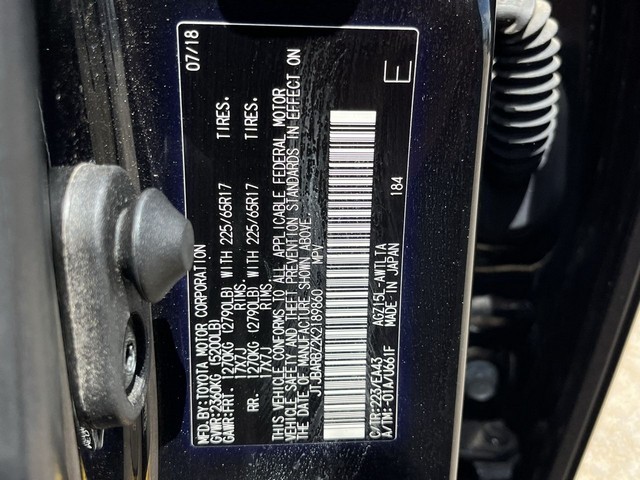 MFD.BY:TOYOTA MOTOR CORPORATION 07/18
GVWR:2360KG (5200LB)
GAWR:FRT. 1270KG (2790LB) WITH 225/65R17 TIRES.
17X7J RIMS.
RR. 1270KG (2790LB) WITH 225/65R17 TIRES.
17X7J RIMS.
THIS VEHICLE CONFORMS TO ALL APPLICABLE FEDERAL MOTOR
VEHICLE SAFETY AND THEFT PREVENTION STANDARDS IN EFFECT ON
THE DATE OF MANUFACTURE SHOWN ABOVE.
JTJBARBZ2K2189860 MPV
C/TR:223/EA43 AGZ15L-AWTLTA 184
A/TM:-01A/U661F MADE IN JAPAN
E